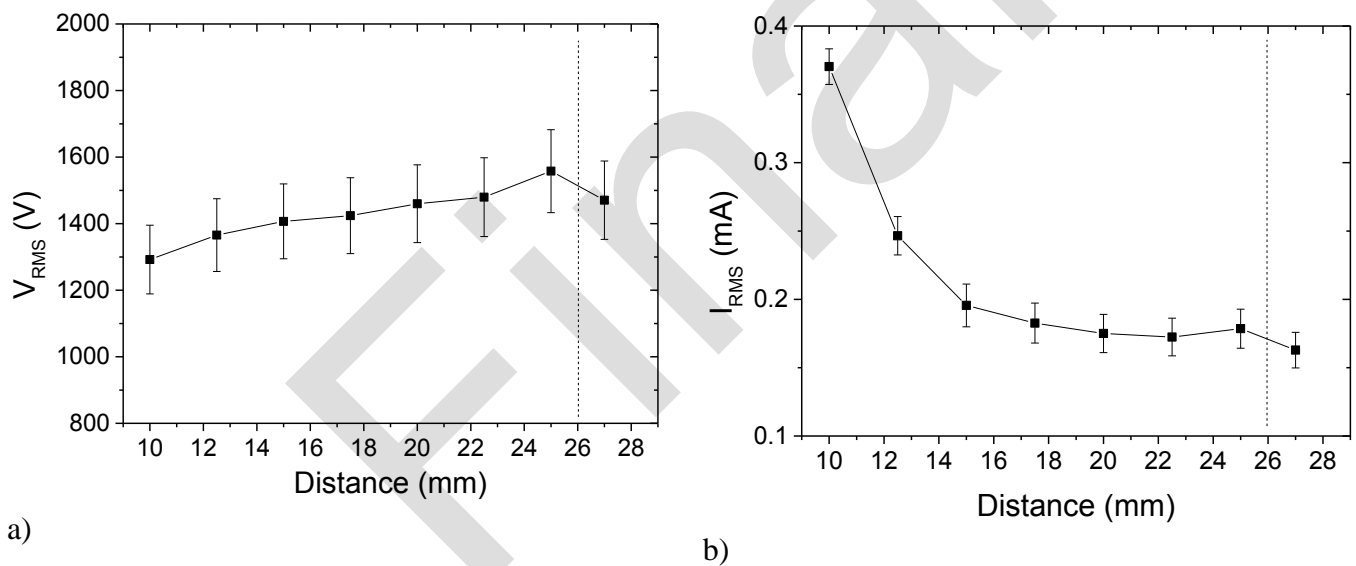 2000
1800
1600
1400
1200
1000
800
V_RMS (V)
10 12 14 16 18 20 22 24 26 28
Distance (mm)
a)
0.4
0.3
0.2
0.1
I_RMS (mA)
10 12 14 16 18 20 22 24 26 28
Distance (mm)
b)
Final